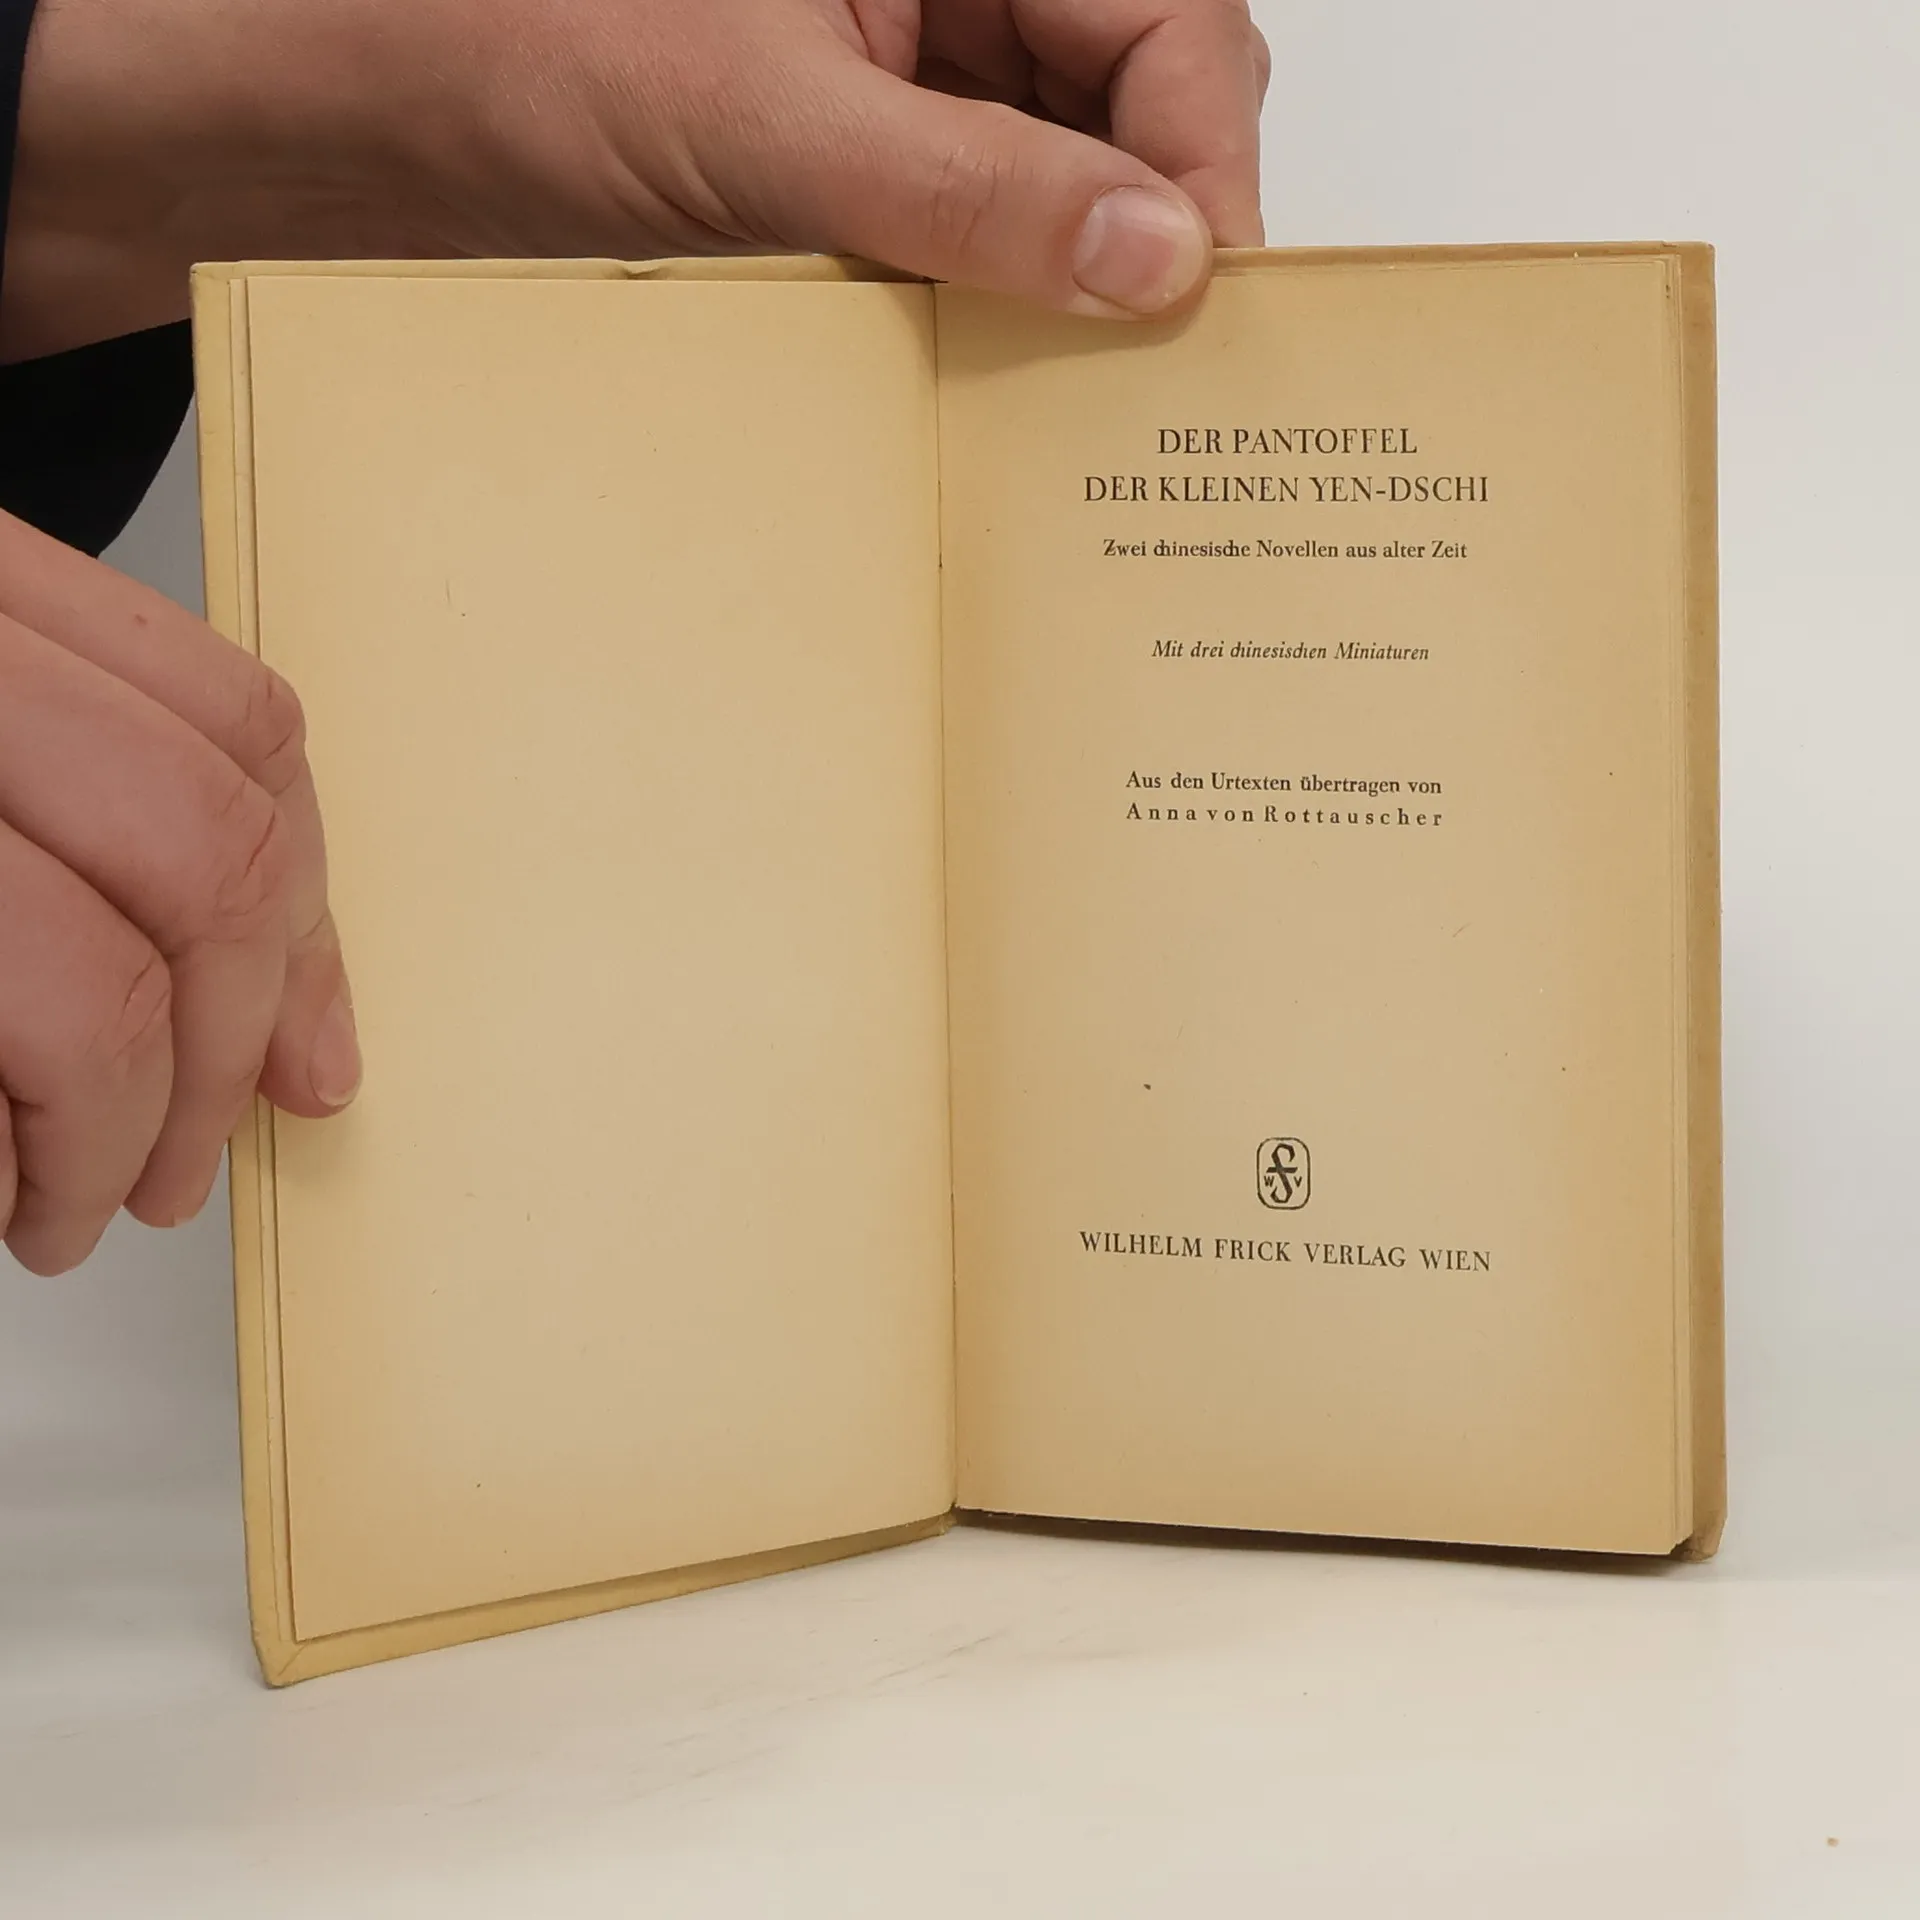 DER PANTOFFEL
DER KLEINEN YEN-DSCHI
Zwei chinesische Novellen aus alter Zeit
Mit drei chinesischen Miniaturen
Aus den Urtexten übertragen von
Anna von Rottauscher
W F V
WILHELM FRICK VERLAG WIEN